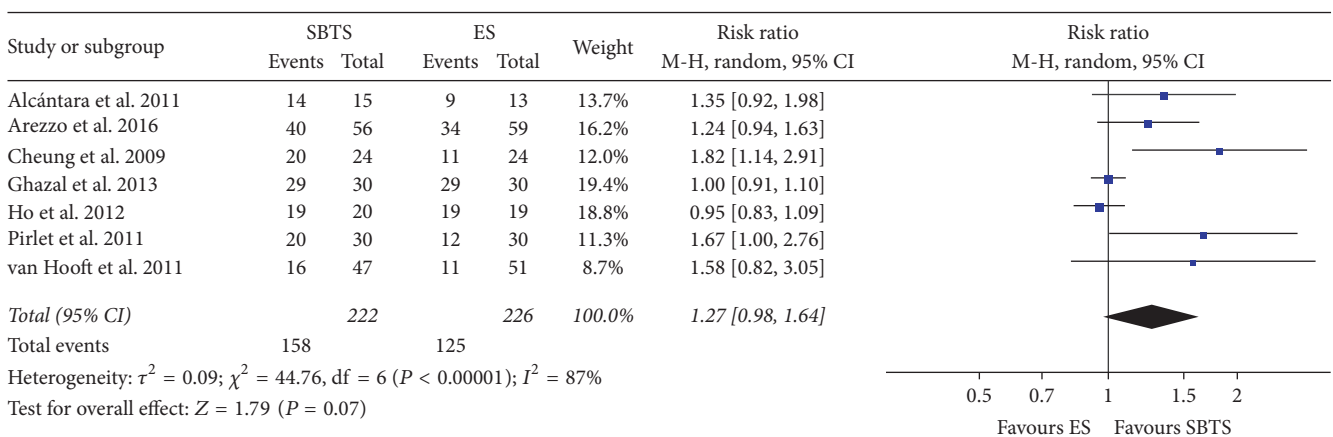 Study or subgroup SBTS ES Weight Risk ratio Risk ratio
Events Total Events Total M-H, random, 95% CI M-H, random, 95% CI
Alcántara et al. 2011 14 15 9 13 13.7% 1.35 [0.92, 1.98]
Arezzo et al. 2016 40 56 34 59 16.2% 1.24 [0.94, 1.63]
Cheung et al. 2009 20 24 11 24 12.0% 1.82 [1.14, 2.91]
Ghazal et al. 2013 29 30 29 30 19.4% 1.00 [0.91, 1.10]
Ho et al. 2012 19 20 19 19 18.8% 0.95 [0.83, 1.09]
Pirlet et al. 2011 20 30 12 30 11.3% 1.67 [1.00, 2.76]
van Hooft et al. 2011 16 47 11 51 8.7% 1.58 [0.82, 3.05]
Total (95% CI) 222 226 100.0% 1.27 [0.98, 1.64]
Total events 158 125
Heterogeneity: τ² = 0.09; χ² = 44.76, df = 6 (P < 0.00001); I² = 87%
Test for overall effect: Z = 1.79 (P = 0.07)
0.5 0.7 1 1.5 2
Favours ES Favours SBTS